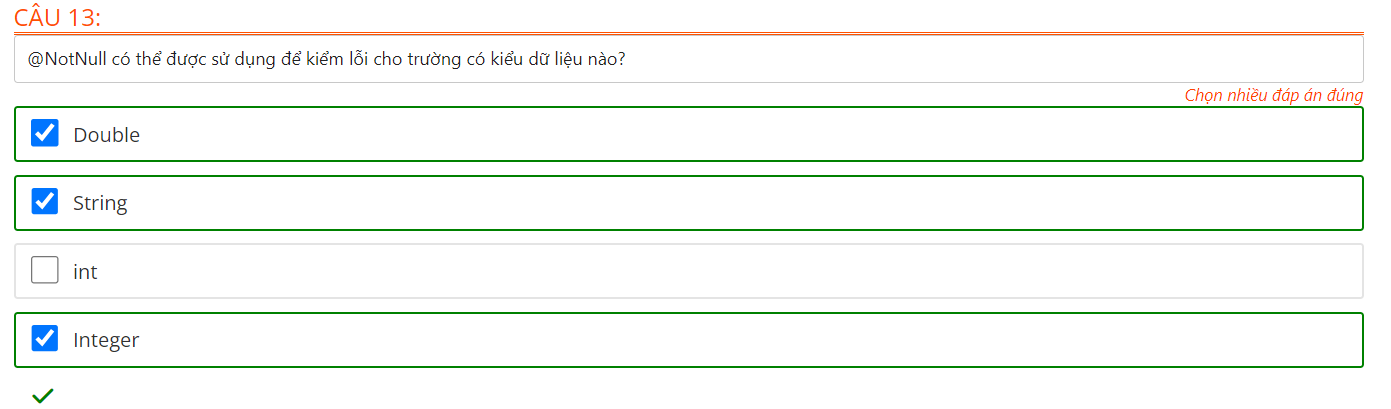 CÂU 13:
@NotNull có thể được sử dụng để kiểm lỗi cho trường có kiểu dữ liệu nào?
Chọn nhiều đáp án đúng
Double
String
int
Integer